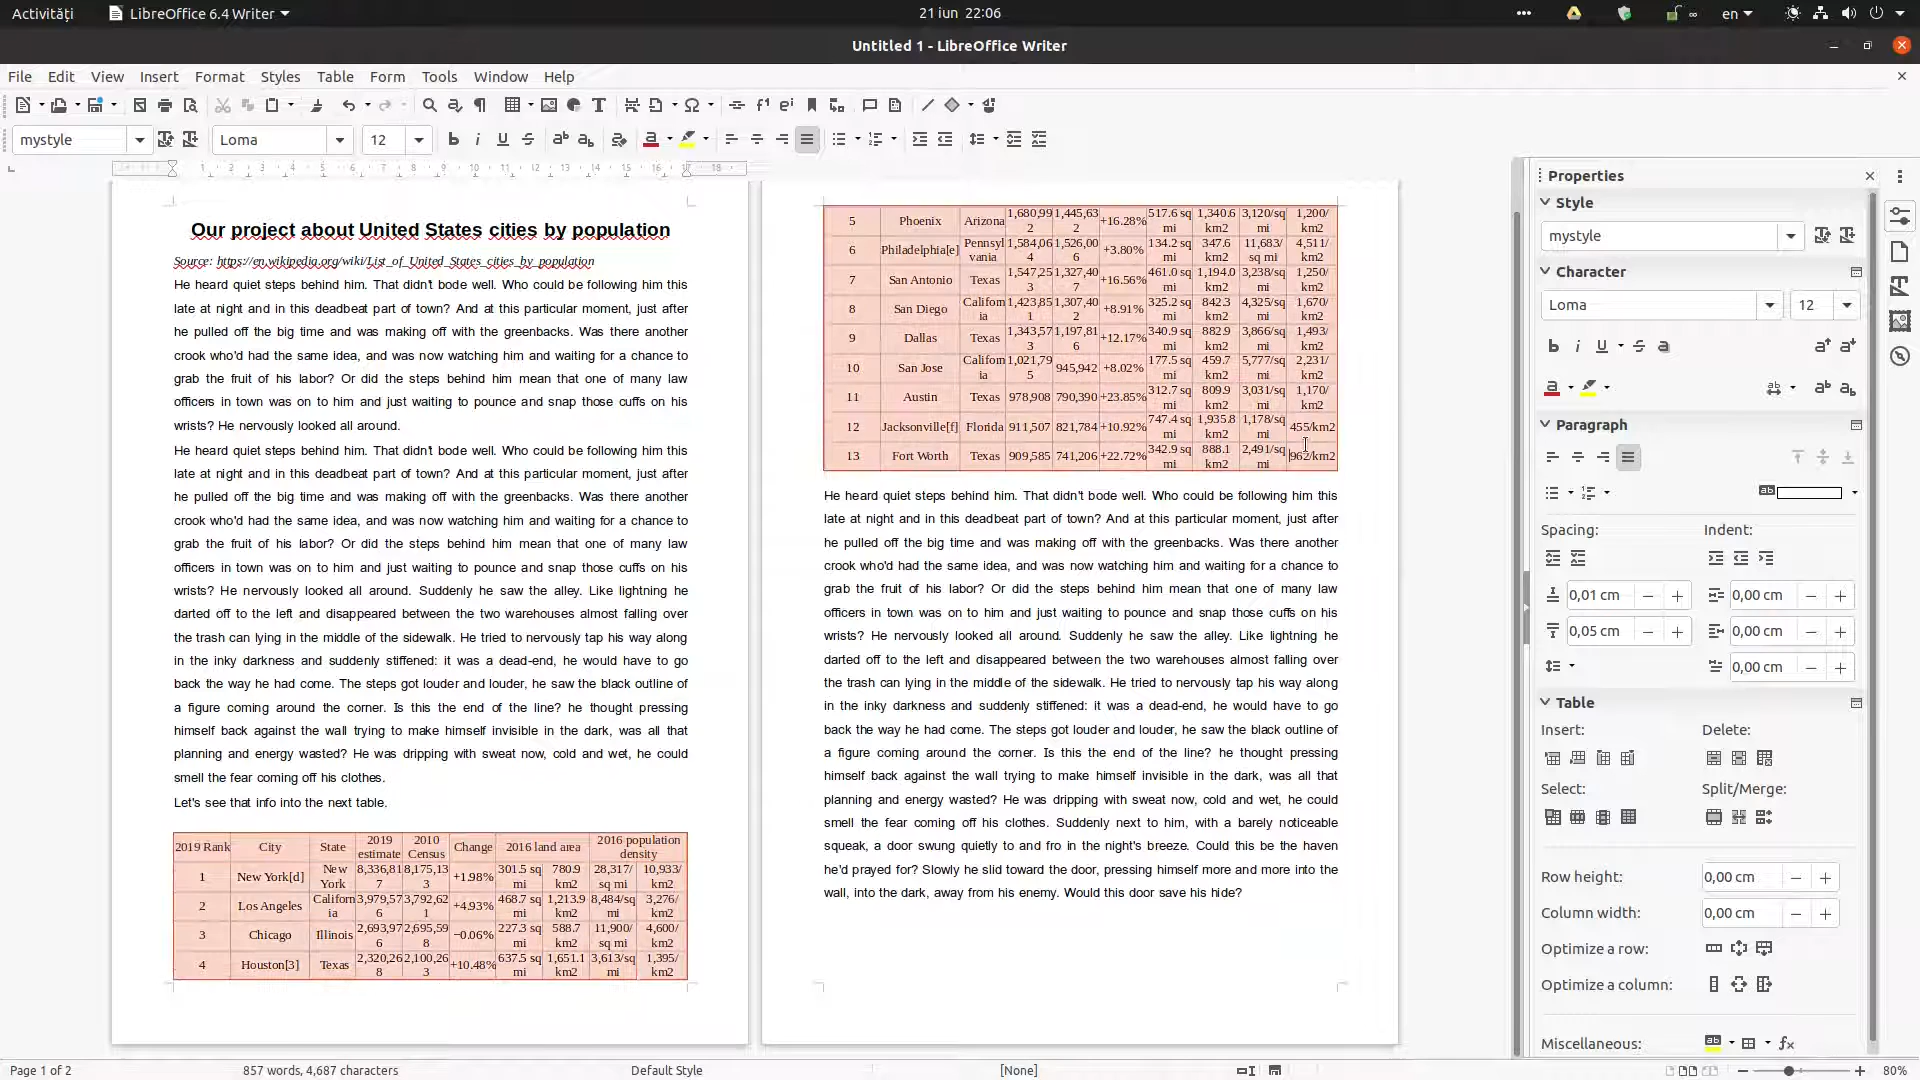 Activități LibreOffice 6.4 Writer 21 iun 22:06 en
Untitled 1 - LibreOffice Writer
File Edit View Insert Format Styles Table Form Tools Window Help
mystyle Loma 12
1 2 3 4 5 6 7 8 9 10 11 12 13 14 15 16 17 18
Our project about United States cities by population
Source: https://en.wikipedia.org/wiki/List_of_United_States_cities_by_population
He heard quiet steps behind him. That didn't bode well. Who could be following him this
late at night and in this deadbeat part of town? And at this particular moment, just after
he pulled off the big time and was making off with the greenbacks. Was there another
crook who'd had the same idea, and was now watching him and waiting for a chance to
grab the fruit of his labor? Or did the steps behind him mean that one of many law
officers in town was on to him and just waiting to pounce and snap those cuffs on his
wrists? He nervously looked all around.
He heard quiet steps behind him. That didn't bode well. Who could be following him this
late at night and in this deadbeat part of town? And at this particular moment, just after
he pulled off the big time and was making off with the greenbacks. Was there another
crook who'd had the same idea, and was now watching him and waiting for a chance to
grab the fruit of his labor? Or did the steps behind him mean that one of many law
officers in town was on to him and just waiting to pounce and snap those cuffs on his
wrists? He nervously looked all around. Suddenly he saw the alley. Like lightning he
darted off to the left and disappeared between the two warehouses almost falling over
the trash can lying in the middle of the sidewalk. He tried to nervously tap his way along
in the inky darkness and suddenly stiffened: it was a dead-end, he would have to go
back the way he had come. The steps got louder and louder, he saw the black outline of
a figure coming around the corner. Is this the end of the line? he thought pressing
himself back against the wall trying to make himself invisible in the dark, was all that
planning and energy wasted? He was dripping with sweat now, cold and wet, he could
smell the fear coming off his clothes.
Let's see that info into the next table.
2019 Rank City State 2019 estimate 2010 Census Change 2016 land area 2016 population density
1 New York[d] New York 8,336,817 8,175,133 +1.98% 301.5 sq mi 780.9 km2 28,317/sq mi 10,933/km2
2 Los Angeles California 3,979,576 3,792,621 +4.93% 468.7 sq mi 1,213.9 km2 8,484/sq mi 3,276/km2
3 Chicago Illinois 2,693,976 2,695,598 −0.06% 227.3 sq mi 588.7 km2 11,900/sq mi 4,600/km2
4 Houston[3] Texas 2,320,268 2,100,263 +10.48% 637.5 sq mi 1,651.1 km2 3,613/sq mi 1,395/km2
5 Phoenix Arizona 1,680,992 1,445,632 +16.28% 517.6 sq mi 1,340.6 km2 3,120/sq mi 1,200/km2
6 Philadelphia[e] Pennsylvania 1,584,064 1,526,006 +3.80% 134.2 sq mi 347.6 km2 11,683/sq mi 4,511/km2
7 San Antonio Texas 1,547,253 1,327,407 +16.56% 461.0 sq mi 1,194.0 km2 3,238/sq mi 1,250/km2
8 San Diego California 1,423,851 1,307,402 +8.91% 325.2 sq mi 842.3 km2 4,325/sq mi 1,670/km2
9 Dallas Texas 1,343,573 1,197,816 +12.17% 340.9 sq mi 882.9 km2 3,866/sq mi 1,493/km2
10 San Jose California 1,021,795 945,942 +8.02% 177.5 sq mi 459.7 km2 5,777/sq mi 2,231/km2
11 Austin Texas 978,908 790,390 +23.85% 312.7 sq mi 809.9 km2 3,031/sq mi 1,170/km2
12 Jacksonville[f] Florida 911,507 821,784 +10.92% 747.4 sq mi 1,935.8 km2 1,178/sq mi 455/km2
13 Fort Worth Texas 909,585 741,206 +22.72% 342.9 sq mi 888.1 km2 2,491/sq mi 962/km2
He heard quiet steps behind him. That didn't bode well. Who could be following him this
late at night and in this deadbeat part of town? And at this particular moment, just after
he pulled off the big time and was making off with the greenbacks. Was there another
crook who'd had the same idea, and was now watching him and waiting for a chance to
grab the fruit of his labor? Or did the steps behind him mean that one of many law
officers in town was on to him and just waiting to pounce and snap those cuffs on his
wrists? He nervously looked all around. Suddenly he saw the alley. Like lightning he
darted off to the left and disappeared between the two warehouses almost falling over
the trash can lying in the middle of the sidewalk. He tried to nervously tap his way along
in the inky darkness and suddenly stiffened: it was a dead-end, he would have to go
back the way he had come. The steps got louder and louder, he saw the black outline of
a figure coming around the corner. Is this the end of the line? he thought pressing
himself back against the wall trying to make himself invisible in the dark, was all that
planning and energy wasted? He was dripping with sweat now, cold and wet, he could
smell the fear coming off his clothes. Suddenly next to him, with a barely noticeable
squeak, a door swung quietly to and fro in the night's breeze. Could this be the haven
he'd prayed for? Slowly he slid toward the door, pressing himself more and more into the
wall, into the dark, away from his enemy. Would this door save his hide?
Properties
Style
mystyle
Character
Loma 12
Paragraph
Spacing: Indent:
0,01 cm 0,00 cm
0,05 cm 0,00 cm
0,00 cm
Table
Insert: Delete:
Select: Split/Merge:
Row height: 0,00 cm
Column width: 0,00 cm
Optimize a row:
Optimize a column:
Miscellaneous:
Page 1 of 2 857 words, 4,687 characters Default Style [None] 80%